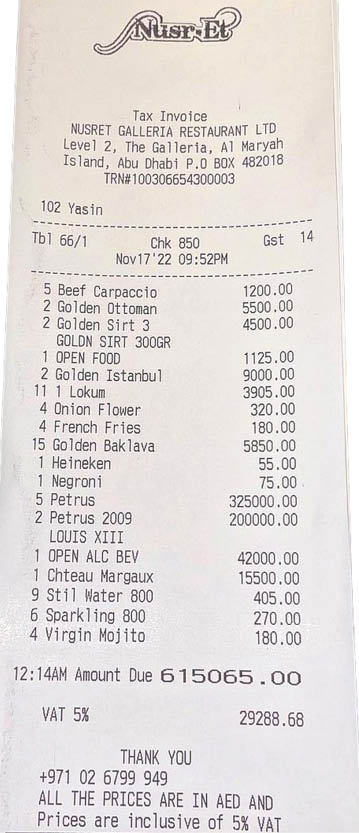 Nusr-Et
Tax Invoice
NUSRET GALLERIA RESTAURANT LTD
Level 2, The Galleria, Al Maryah
Island, Abu Dhabi P.O BOX 482018
TRN#100306654300003
102 Yasin
Tbl 66/1 Chk 850 Gst 14
Nov17'22 09:52PM
5 Beef Carpaccio 1200.00
2 Golden Ottoman 5500.00
2 Golden Sirt 3 4500.00
GOLDN SIRT 300GR
1 OPEN FOOD 1125.00
2 Golden Istanbul 9000.00
11 1 Lokum 3905.00
4 Onion Flower 320.00
4 French Fries 180.00
15 Golden Baklava 5850.00
1 Heineken 55.00
1 Negroni 75.00
5 Petrus 325000.00
2 Petrus 2009 200000.00
LOUIS XIII
1 OPEN ALC BEV 42000.00
1 Chteau Margaux 15500.00
9 Stil Water 800 405.00
6 Sparkling 800 270.00
4 Virgin Mojito 180.00
12:14AM Amount Due 615065.00
VAT 5% 29288.68
THANK YOU
+971 02 6799 949
ALL THE PRICES ARE IN AED AND
Prices are inclusive of 5% VAT